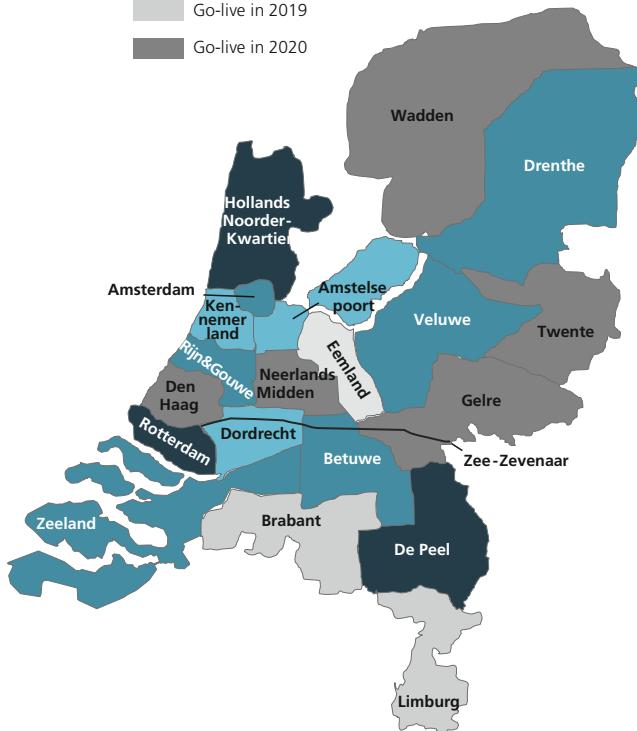 Go-live in 2019
Go-live in 2020
Wadden
Drenthe
Hollands
Noorder-
Kwartier
Amsterdam
Amstelse
poort
Ken-
nemer
land
Veluwe
Twente
Rijn&Gouwe
Eemland
Neerlands
Midden
Den
Haag
Gelre
Rotterdam
Dordrecht
Betuwe
Zee-Zevenaar
Zeeland
Brabant
De Peel
Limburg